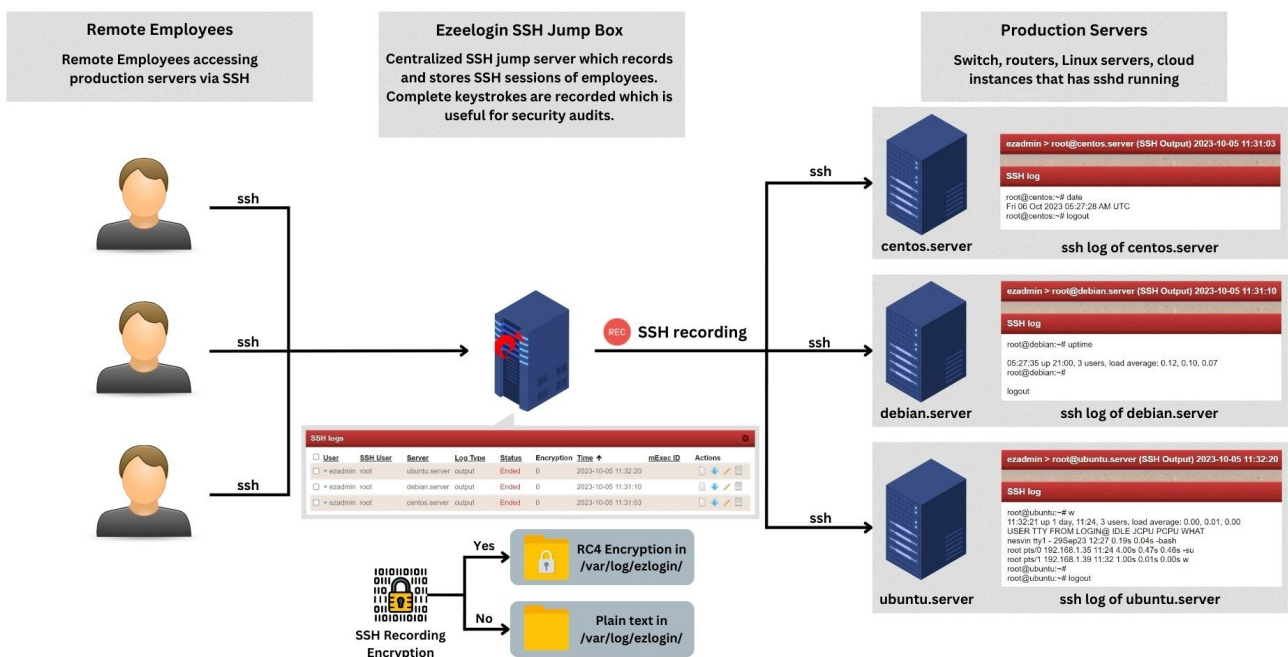 Remote Employees
Remote Employees accessing
production servers via SSH
Ezeelogin SSH Jump Box
Centralized SSH jump server which records
and stores SSH sessions of employees.
Complete keystrokes are recorded which is
useful for security audits.
Production Servers
Switch, routers, Linux servers, cloud
instances that has sshd running
ssh
ssh
ssh
REC SSH recording
SSH logs
User SSH User Server Log Type Status Encryption Time ↑ mExec ID Actions
+ ezadmin root ubuntu.server output Ended 0 2023-10-05 11:32:20
+ ezadmin root debian.server output Ended 0 2023-10-05 11:31:10
+ ezadmin root centos.server output Ended 0 2023-10-05 11:31:03
SSH Recording
Encryption
Yes
RC4 Encryption in
/var/log/ezlogin/
No
Plain text in
/var/log/ezlogin/
ssh
centos.server
ezadmin > root@centos.server (SSH Output) 2023-10-05 11:31:03
SSH log
root@centos:~# date
Fri 06 Oct 2023 05:27:28 AM UTC
root@centos:~# logout
ssh log of centos.server
ssh
debian.server
ezadmin > root@debian.server (SSH Output) 2023-10-05 11:31:10
SSH log
root@debian:~# uptime
05:27:35 up 21:00, 3 users, load average: 0.12, 0.10, 0.07
root@debian:~#
logout
ssh log of debian.server
ssh
ubuntu.server
ezadmin > root@ubuntu.server (SSH Output) 2023-10-05 11:32:20
SSH log
root@ubuntu:~# w
11:32:21 up 1 day, 11:24, 3 users, load average: 0.00, 0.01, 0.00
USER TTY FROM LOGIN@ IDLE JCPU PCPU WHAT
nesvin tty1 - 29Sep23 12:27 0.19s 0.04s -bash
root pts/0 192.168.1.35 11:24 4.00s 0.47s 0.46s -su
root pts/1 192.168.1.39 11:32 1.00s 0.01s 0.00s w
root@ubuntu:~#
root@ubuntu:~# logout
ssh log of ubuntu.server